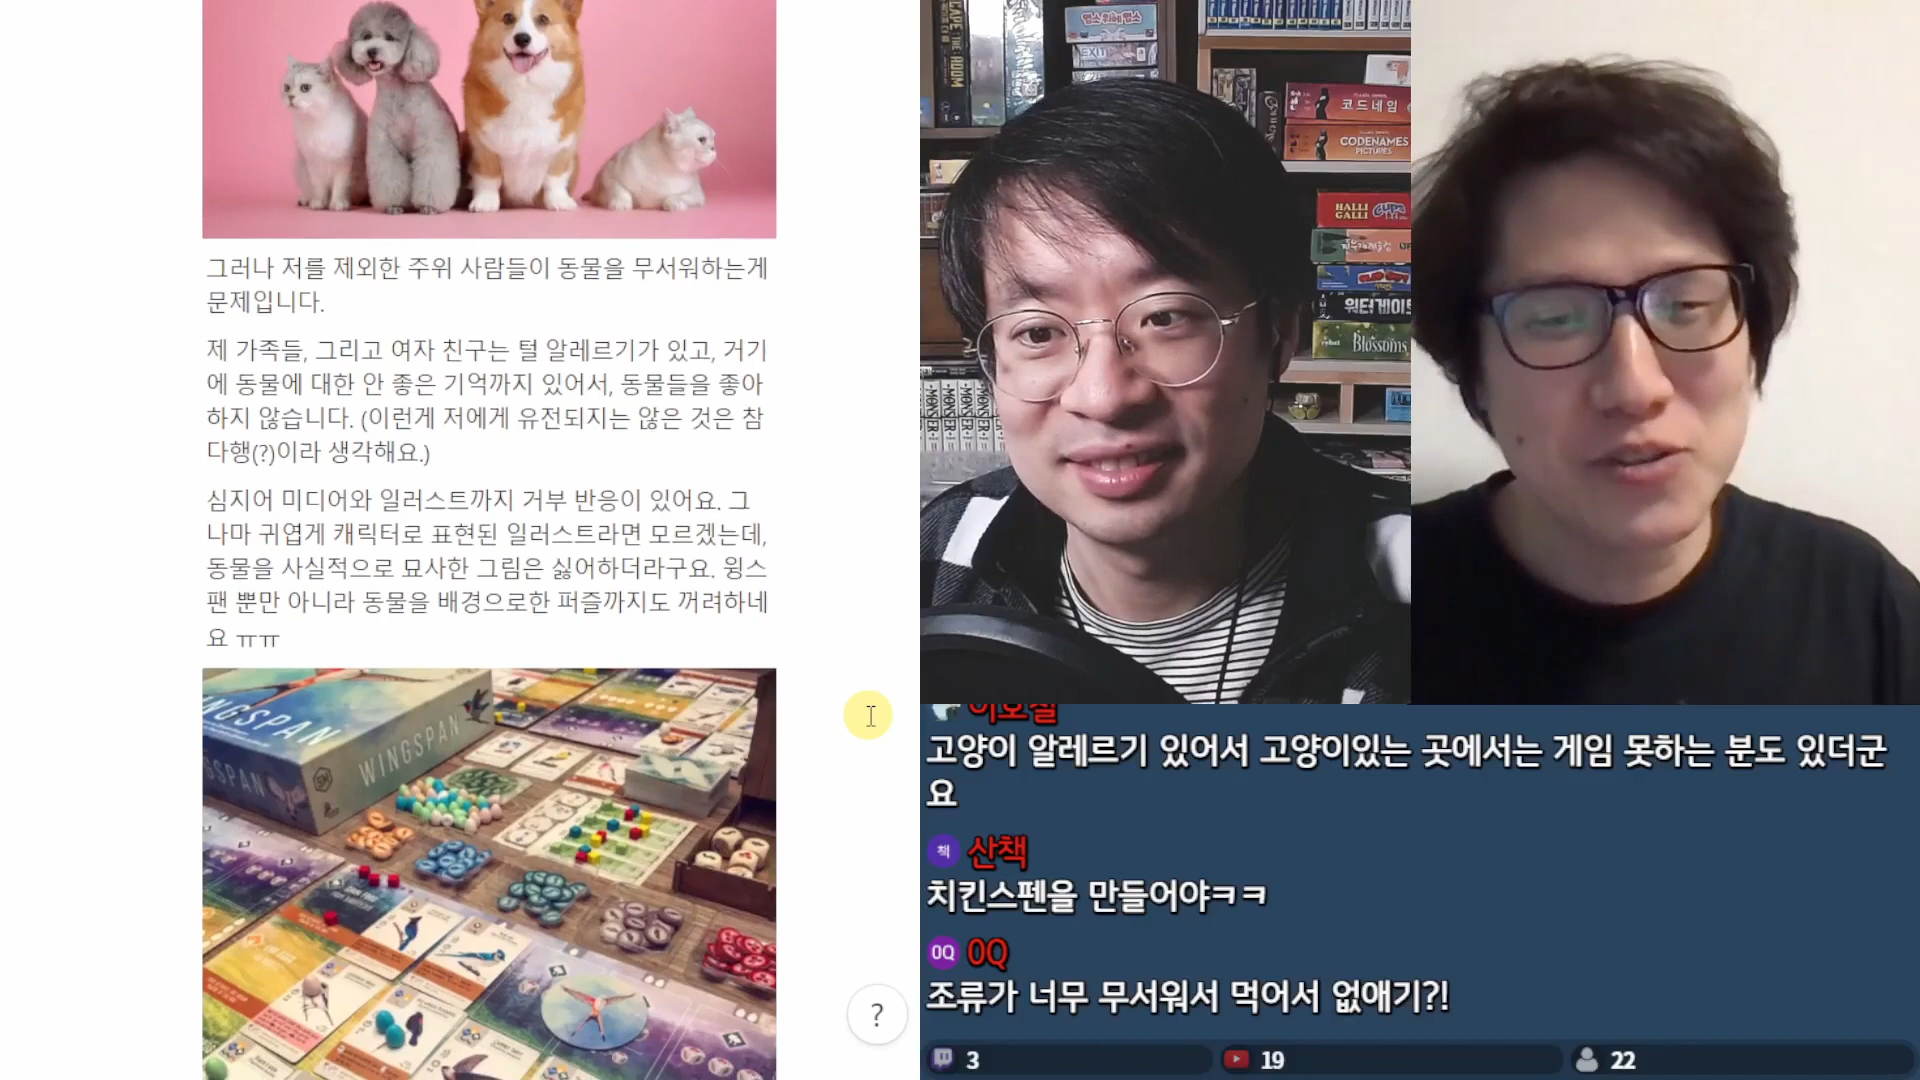 그러나 저를 제외한 주위 사람들이 동물을 무서워하는게
문제입니다.
제 가족들, 그리고 여자 친구는 털 알레르기가 있고, 거기
에 동물에 대한 안 좋은 기억까지 있어서, 동물들을 좋아
하지 않습니다. (이런게 저에게 유전되지는 않은 것은 참
다행(?)이라 생각해요.)
심지어 미디어와 일러스트까지 거부 반응이 있어요. 그
나마 귀엽게 캐릭터로 표현된 일러스트라면 모르겠는데,
동물을 사실적으로 묘사한 그림은 싫어하더라구요. 윙스
팬 뿐만 아니라 동물을 배경으로한 퍼즐까지도 꺼려하네
요 ㅠㅠ
WINGSPAN
?
EXIT
코드네임
CODENAMES
PICTURES
HALLI
GALLI
CUPS
워터게이트
Blossoms
MONSTER
이호철
고양이 알레르기 있어서 고양이있는 곳에서는 게임 못하는 분도 있더군
요
책 산책
치킨스펜을 만들어야ㅋㅋ
0Q 0Q
조류가 너무 무서워서 먹어서 없애기?!
3
19
22